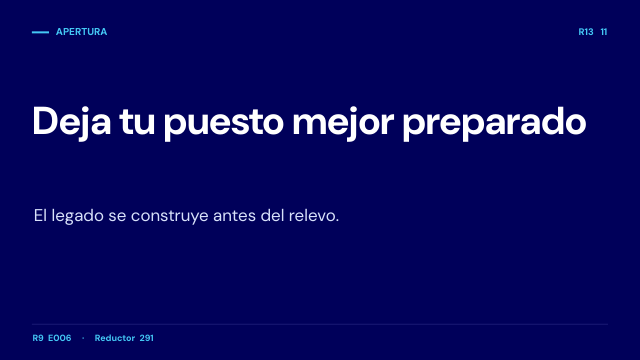 APERTURA
R13 11
Deja tu puesto mejor preparado
El legado se construye antes del relevo.
R9 E006 · Reductor 291